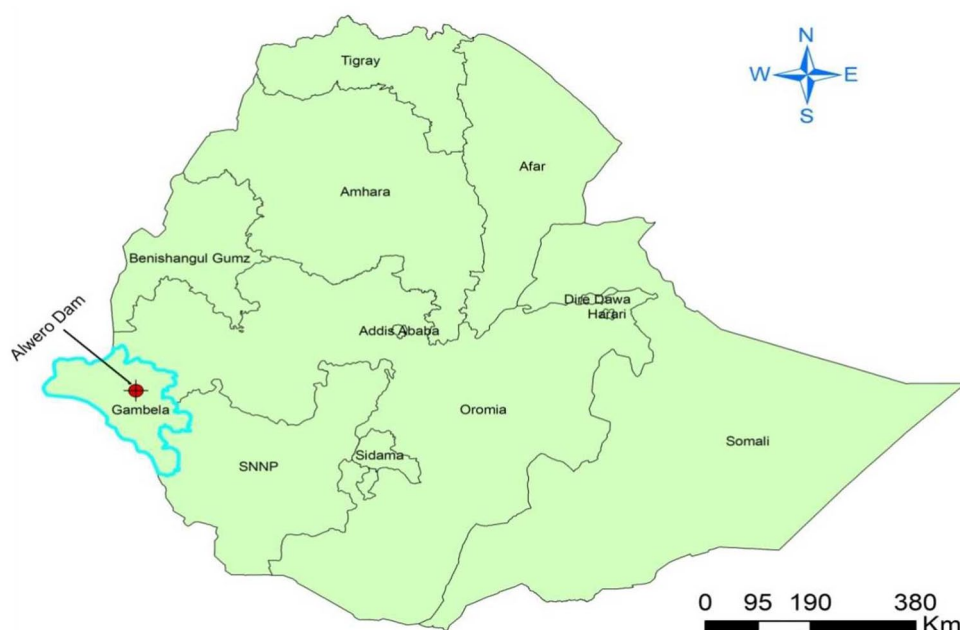 N
W E
S
Tigray
Afar
Amhara
Benishangul Gumz
Dire Dawa
Harari
Addis Ababa
Alwero Dam
Gambela
Oromia
Somali
Sidama
SNNP
0 95 190 380
Km